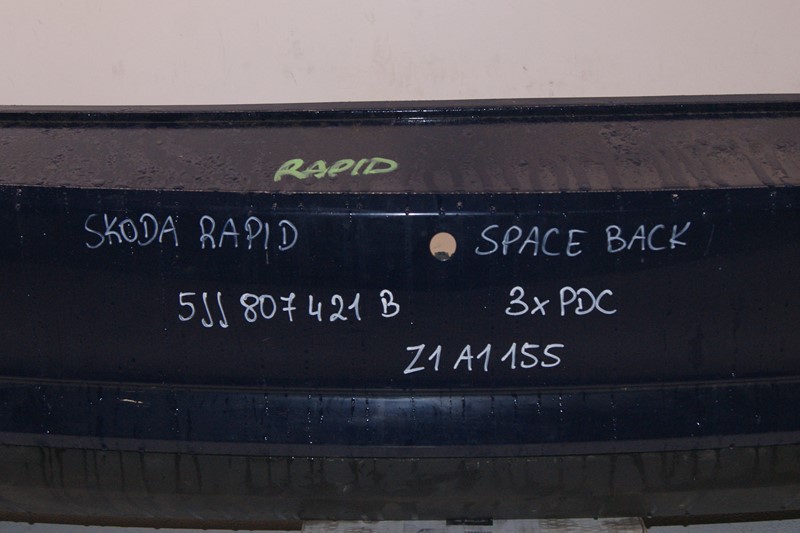 RAPID
SKODA RAPID SPACE BACK
5JJ 807 421 B 3x PDC
Z1 A1 155